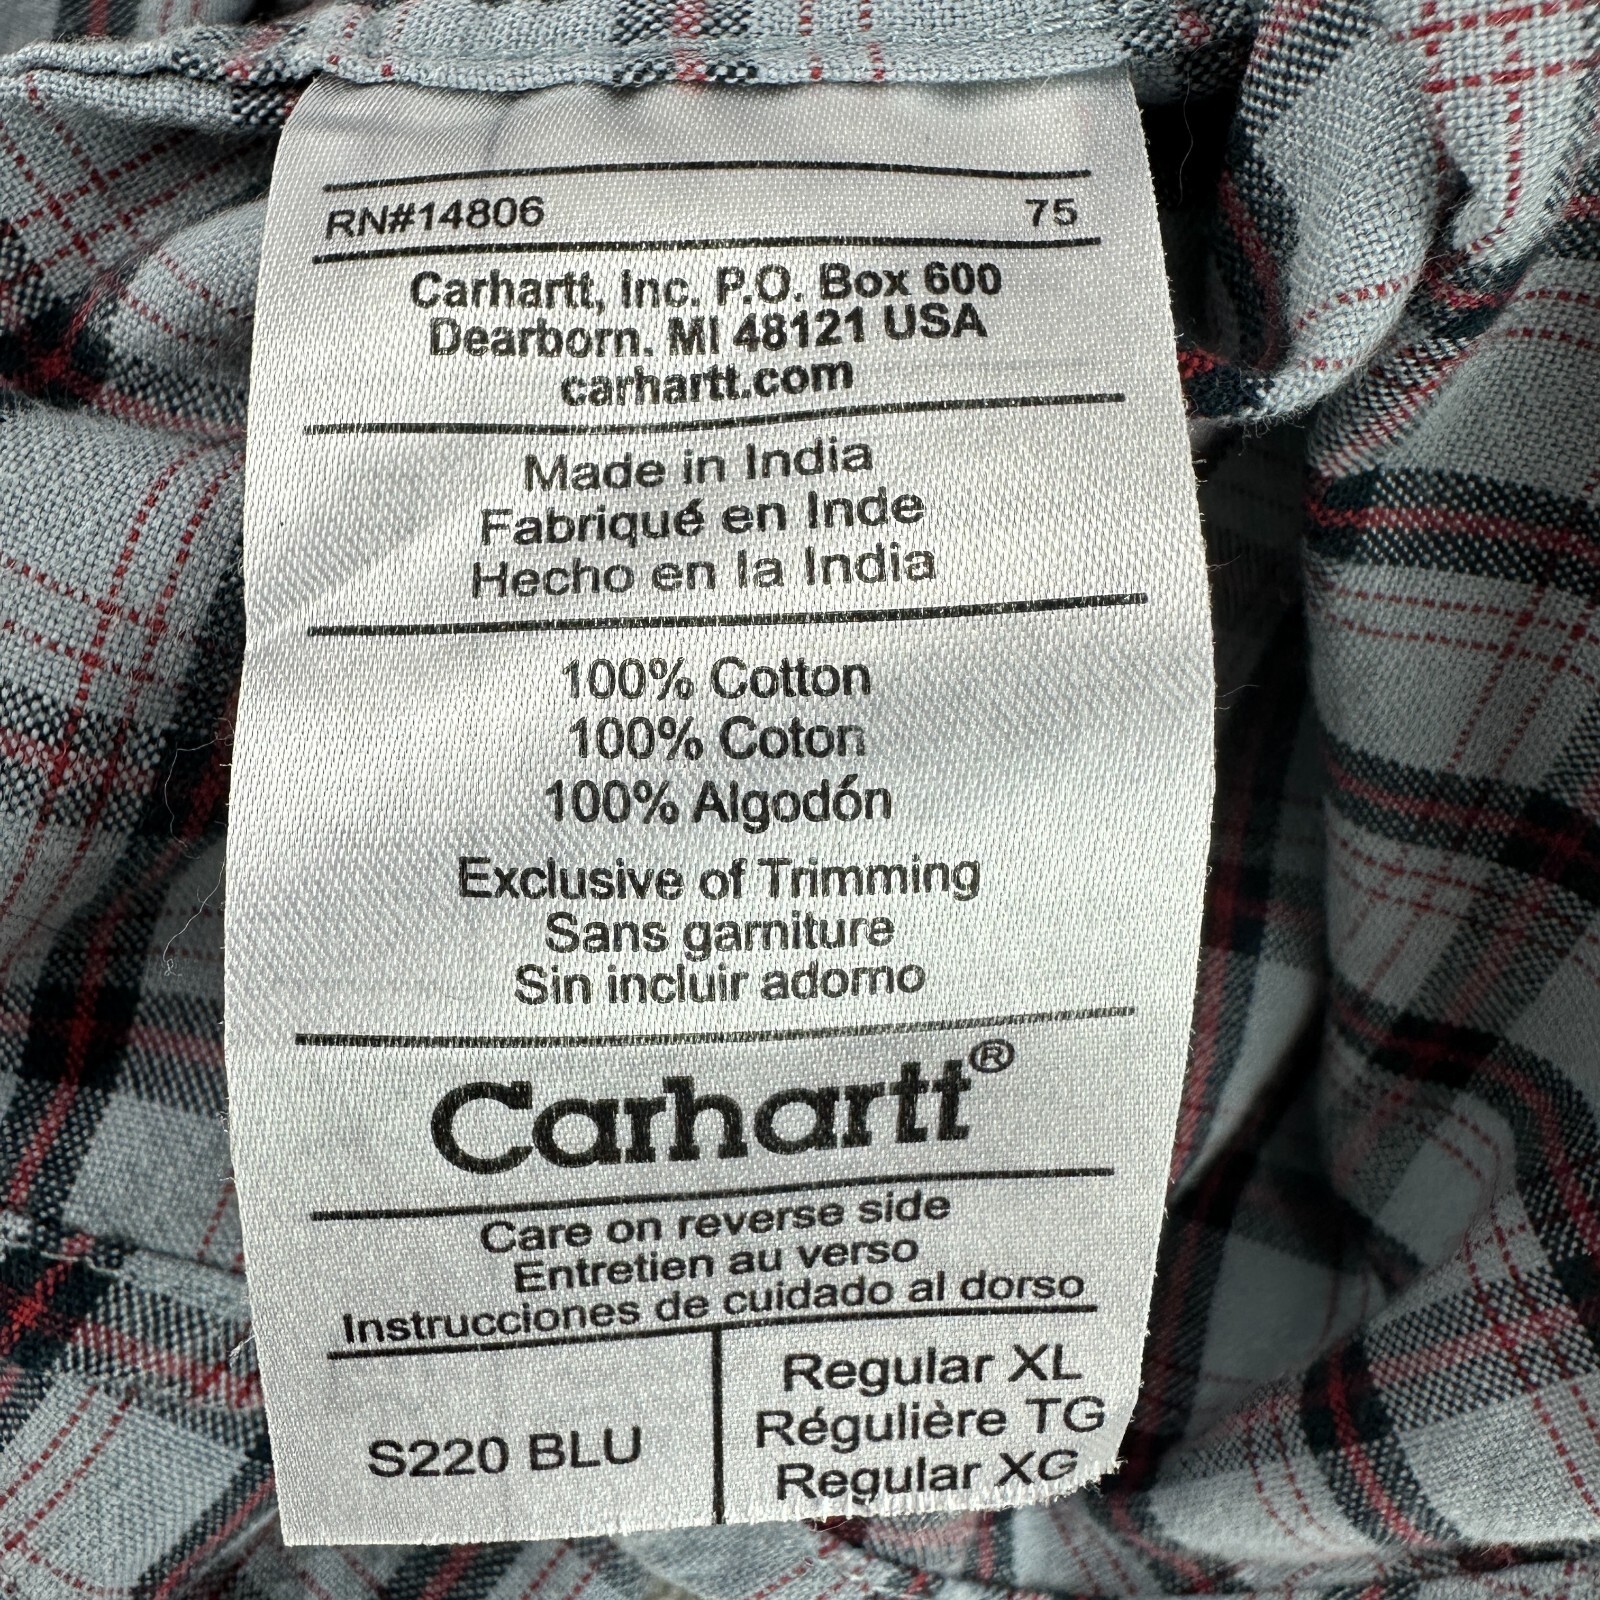 RN#14806 75
Carhartt, Inc. P.O. Box 600
Dearborn, MI 48121 USA
carhartt.com
Made in India
Fabriqué en Inde
Hecho en la India
100% Cotton
100% Coton
100% Algodón
Exclusive of Trimming
Sans garniture
Sin incluir adorno
Carhartt®
Care on reverse side
Entretien au verso
Instrucciones de cuidado al dorso
S220 BLU
Regular XL
Régulière TG
Regular XG